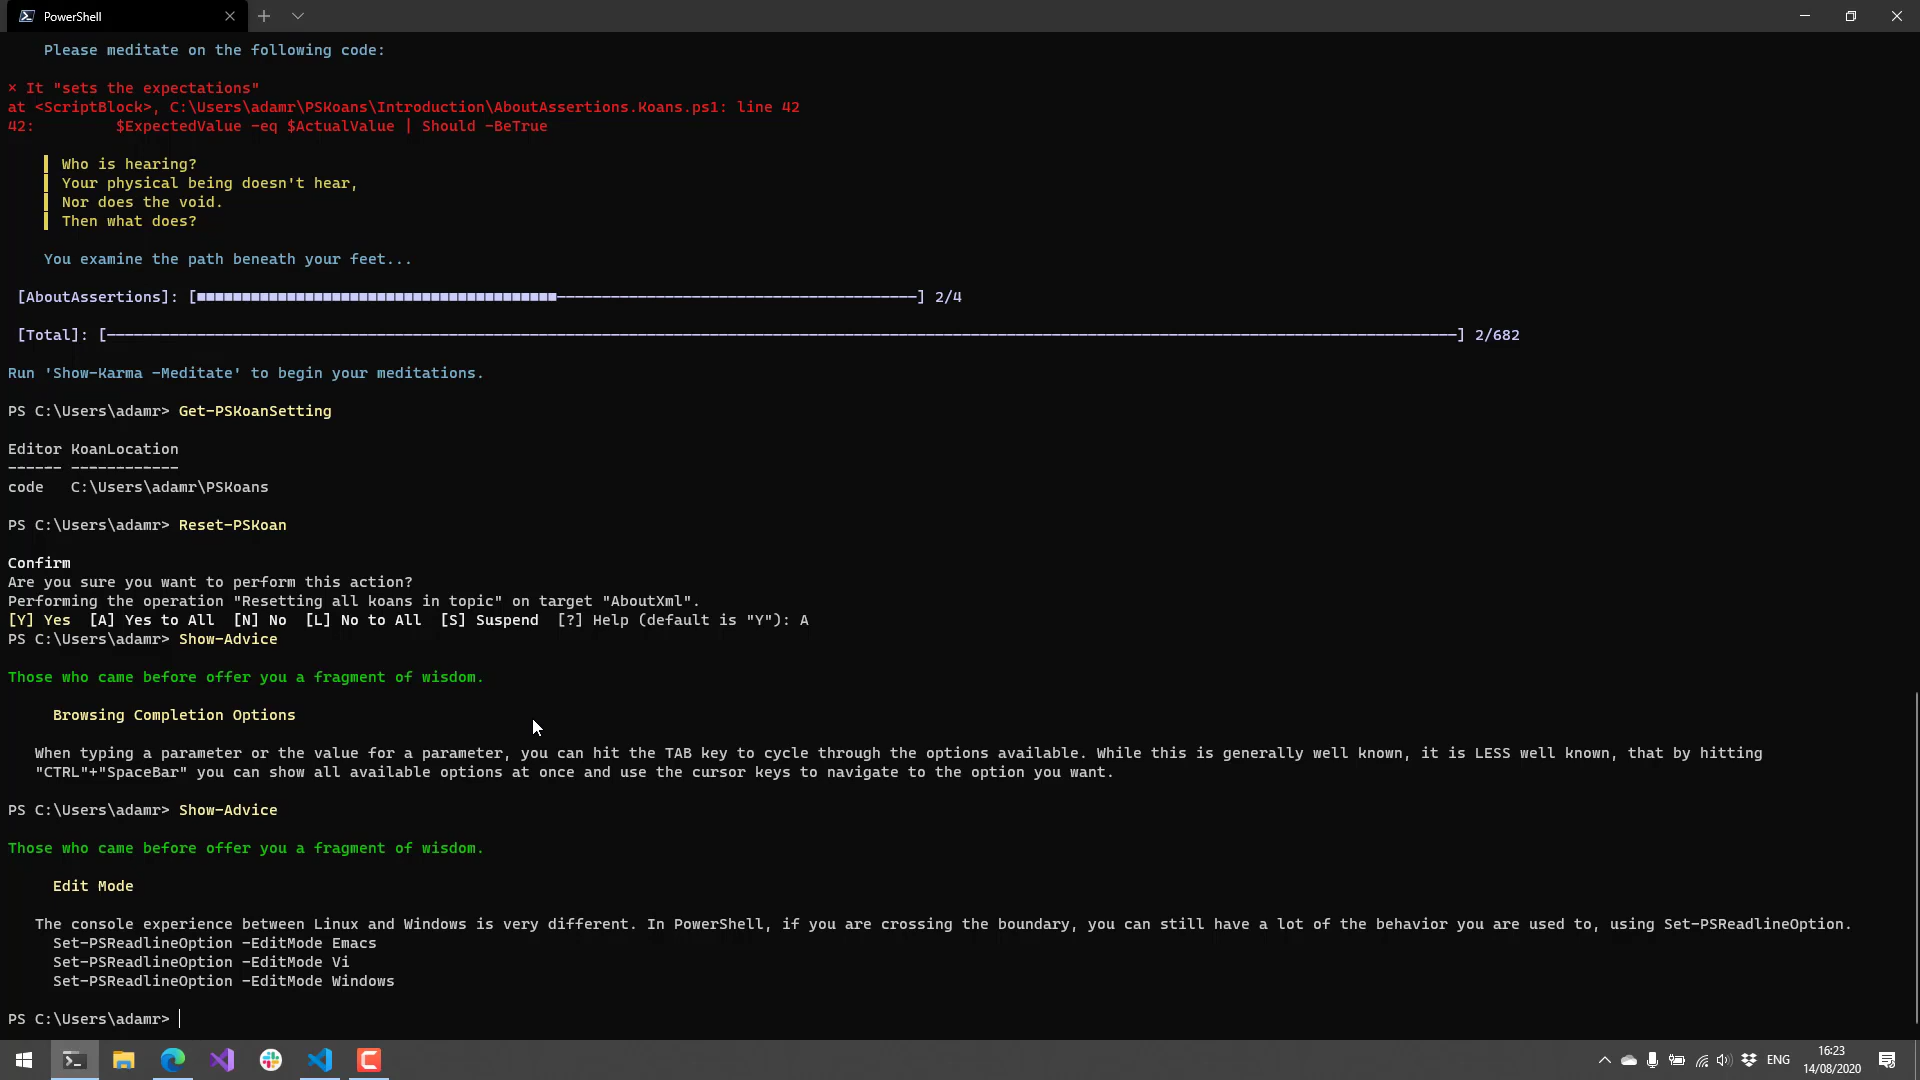 PowerShell
Please meditate on the following code:
× It "sets the expectations"
at <ScriptBlock>, C:\Users\adamr\PSKoans\Introduction\AboutAssertions.Koans.ps1: line 42
42:         $ExpectedValue -eq $ActualValue | Should -BeTrue
Who is hearing?
Your physical being doesn't hear,
Nor does the void.
Then what does?
You examine the path beneath your feet...
[AboutAssertions]: [■■■■■■■■■■■■■■■■■■■■■■■■■■■■■■■■■■■■■■■■————————————————————————————————————————] 2/4
[Total]: [——————————————————————————————————————————————————————————————————————————————] 2/682
Run 'Show-Karma -Meditate' to begin your meditations.
PS C:\Users\adamr> Get-PSKoanSetting
Editor KoanLocation
------ ------------
code   C:\Users\adamr\PSKoans
PS C:\Users\adamr> Reset-PSKoan
Confirm
Are you sure you want to perform this action?
Performing the operation "Resetting all koans in topic" on target "AboutXml".
[Y] Yes  [A] Yes to All  [N] No  [L] No to All  [S] Suspend  [?] Help (default is "Y"): A
PS C:\Users\adamr> Show-Advice
Those who came before offer you a fragment of wisdom.
Browsing Completion Options
When typing a parameter or the value for a parameter, you can hit the TAB key to cycle through the options available. While this is generally well known, it is LESS well known, that by hitting
"CTRL"+"SpaceBar" you can show all available options at once and use the cursor keys to navigate to the option you want.
PS C:\Users\adamr> Show-Advice
Those who came before offer you a fragment of wisdom.
Edit Mode
The console experience between Linux and Windows is very different. In PowerShell, if you are crossing the boundary, you can still have a lot of the behavior you are used to, using Set-PSReadlineOption.
Set-PSReadlineOption -EditMode Emacs
Set-PSReadlineOption -EditMode Vi
Set-PSReadlineOption -EditMode Windows
PS C:\Users\adamr>
ENG
16:23
14/08/2020